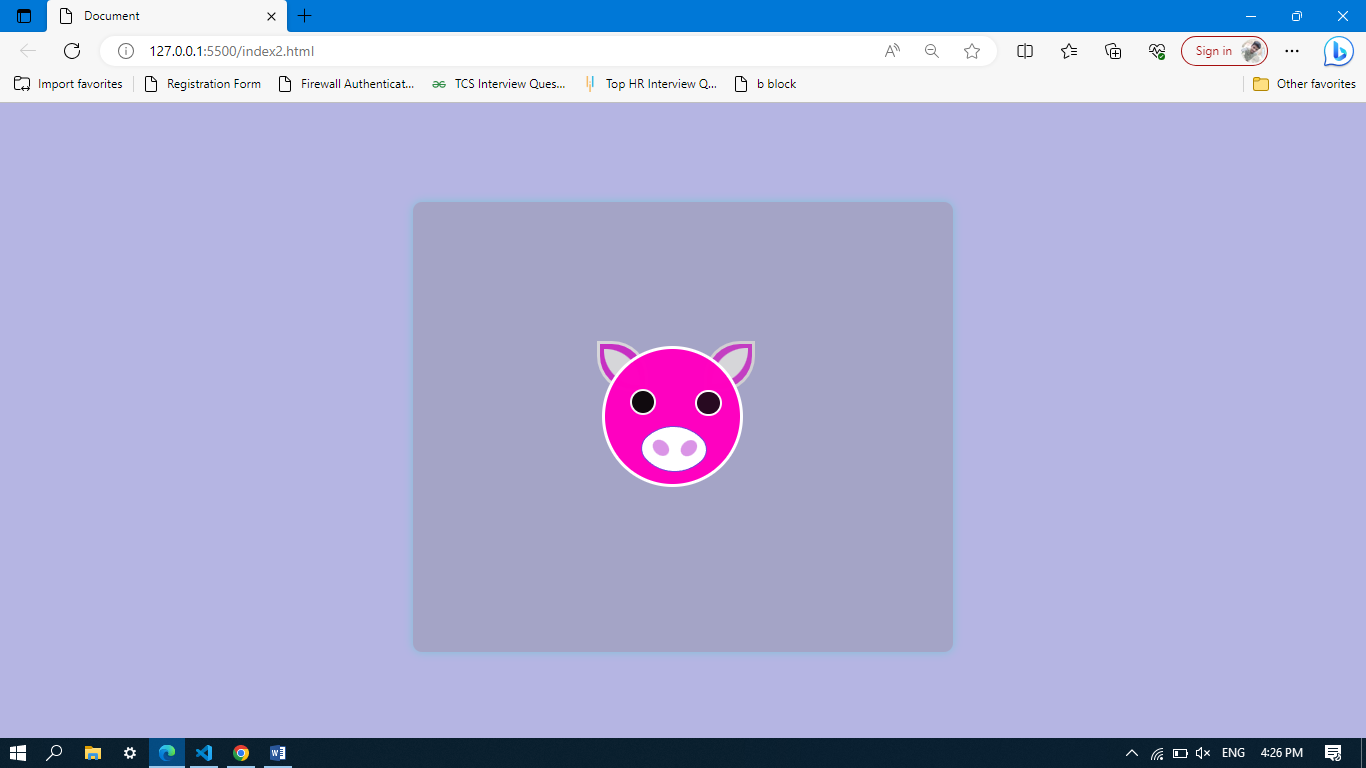 Document
127.0.0.1:5500/index2.html
Sign in
Import favorites
Registration Form
Firewall Authenticat...
TCS Interview Ques...
Top HR Interview Q...
b block
Other favorites
ENG
4:26 PM